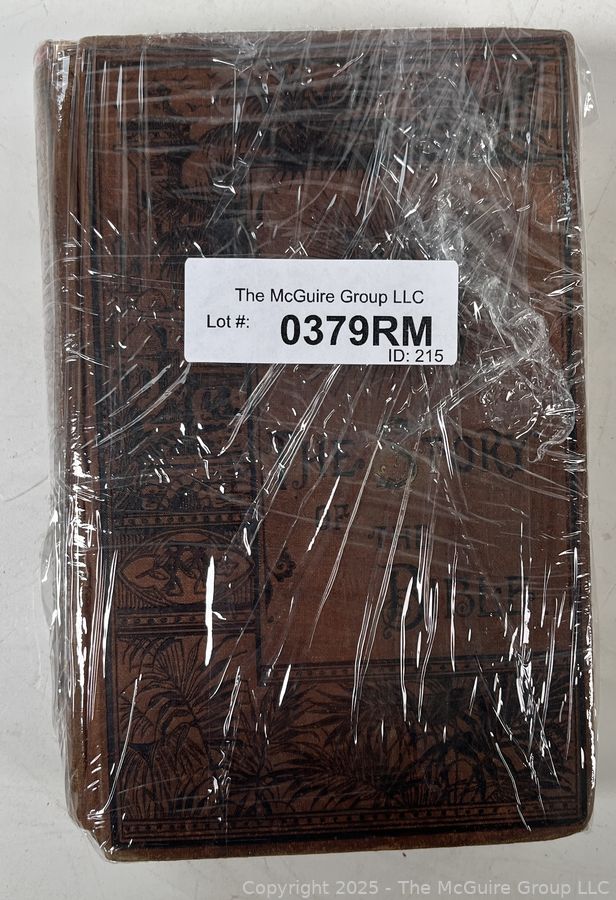 The McGuire Group LLC
Lot #: 0379RM
ID: 215
THE STORY
OF
THE
BIBLE
Copyright 2025 - The McGuire Group LLC